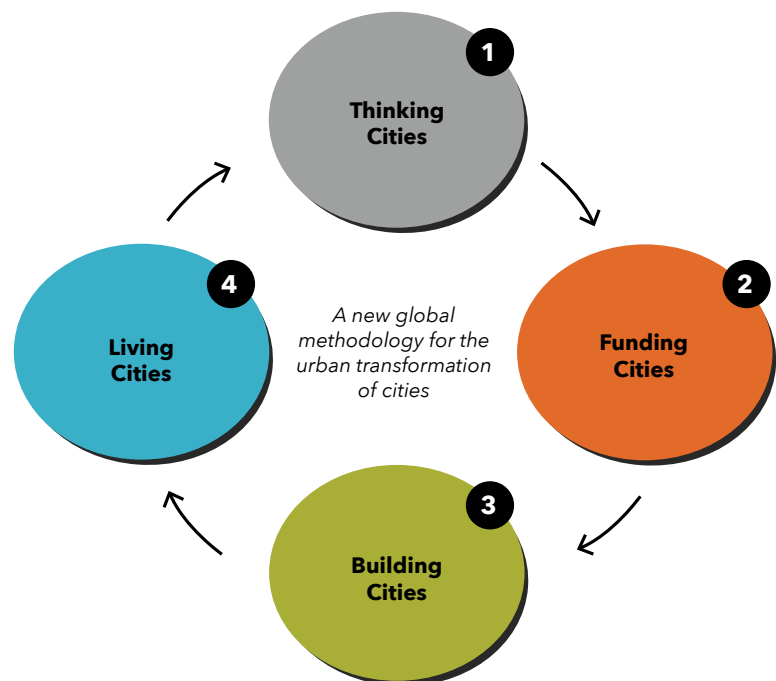 1
Thinking
Cities
2
Funding
Cities
3
Building
Cities
4
Living
Cities
A new global
methodology for the
urban transformation
of cities